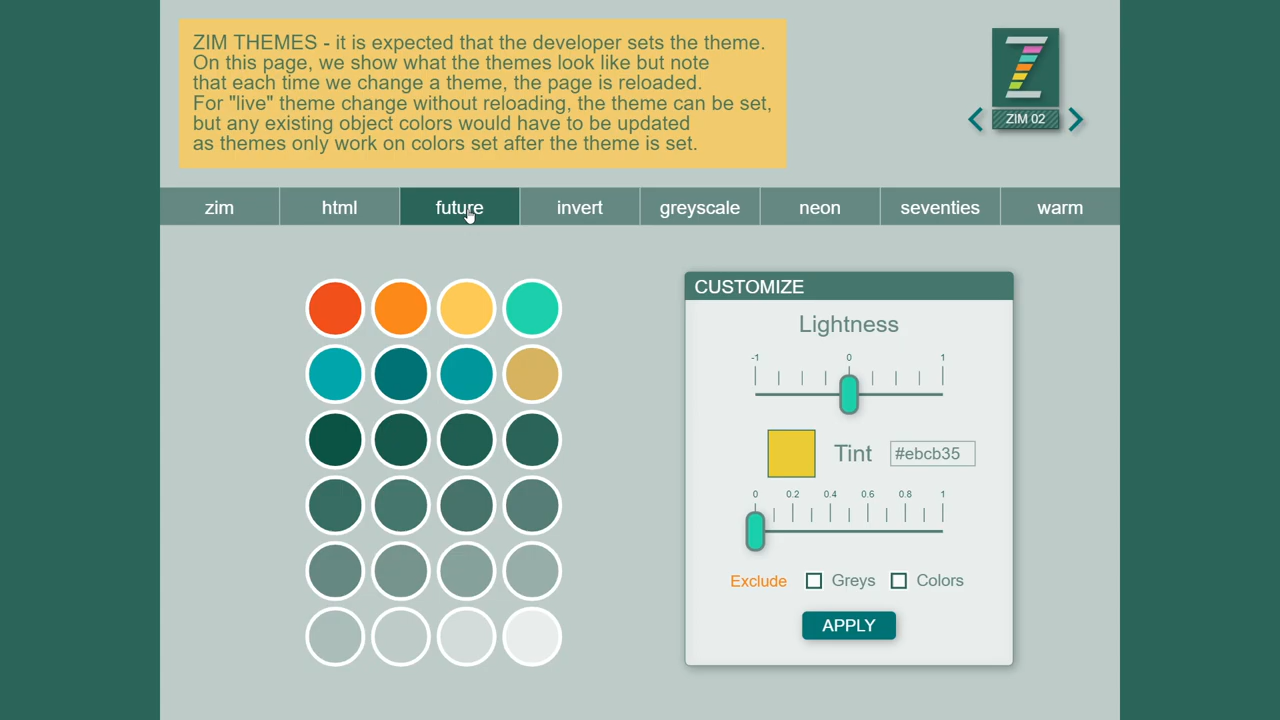 ZIM THEMES - it is expected that the developer sets the theme.
On this page, we show what the themes look like but note
that each time we change a theme, the page is reloaded.
For "live" theme change without reloading, the theme can be set,
but any existing object colors would have to be updated
as themes only work on colors set after the theme is set.
Z
ZIM 02
zim html future invert greyscale neon seventies warm
CUSTOMIZE
Lightness
-1 0 1
Tint #ebcb35
0 0.2 0.4 0.6 0.8 1
Exclude Greys Colors
APPLY